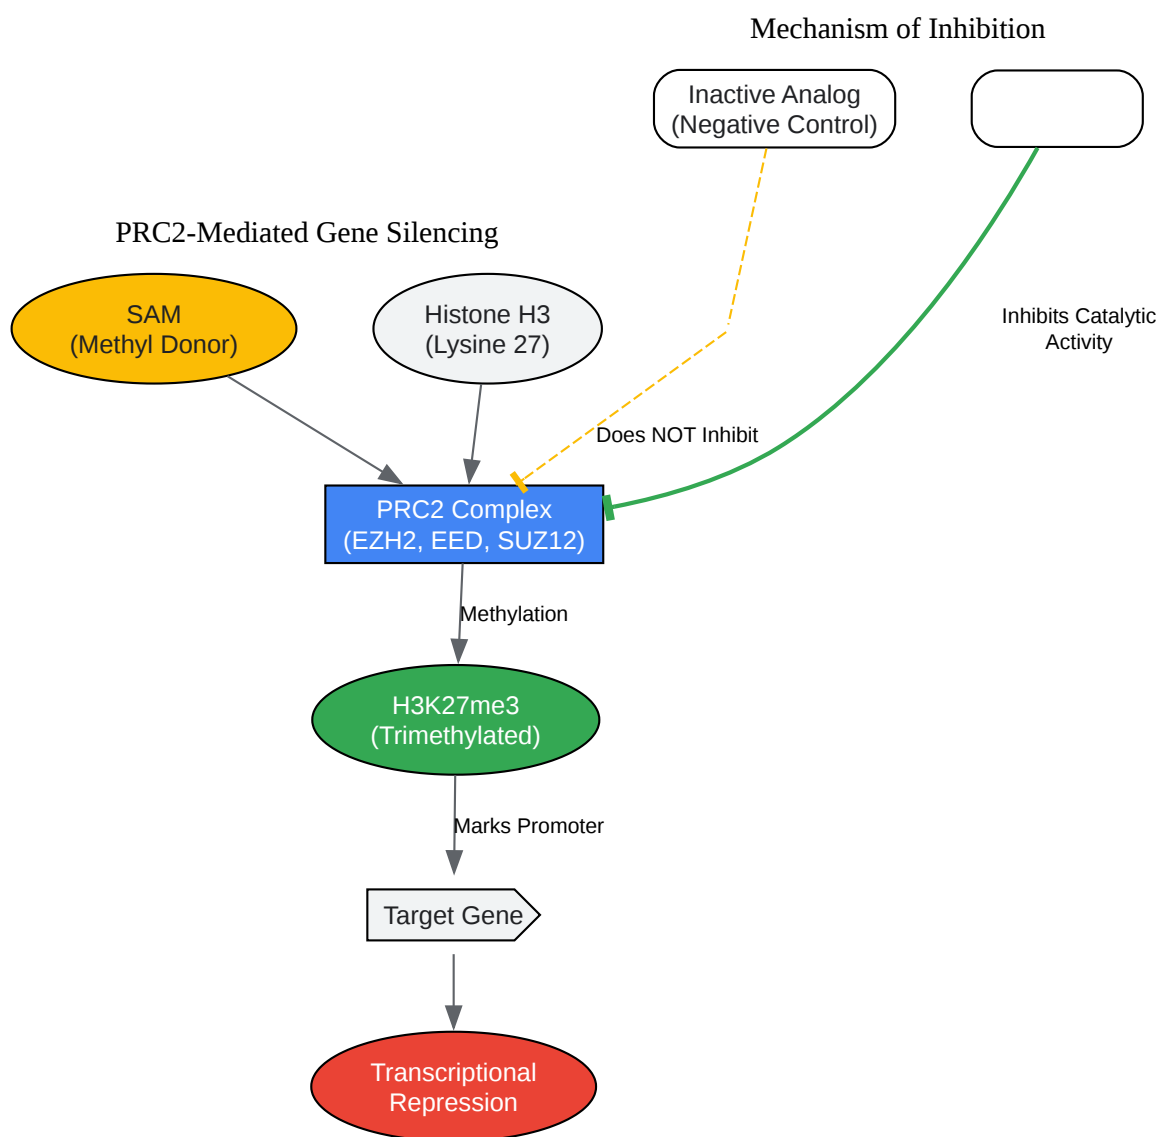 Mechanism of Inhibition
Inactive Analog
(Negative Control)
PRC2-Mediated Gene Silencing
SAM
(Methyl Donor)
Histone H3
(Lysine 27)
Inhibits Catalytic
Activity
Does NOT Inhibit
PRC2 Complex
(EZH2, EED, SUZ12)
Methylation
H3K27me3
(Trimethylated)
Marks Promoter
Target Gene
Transcriptional
Repression